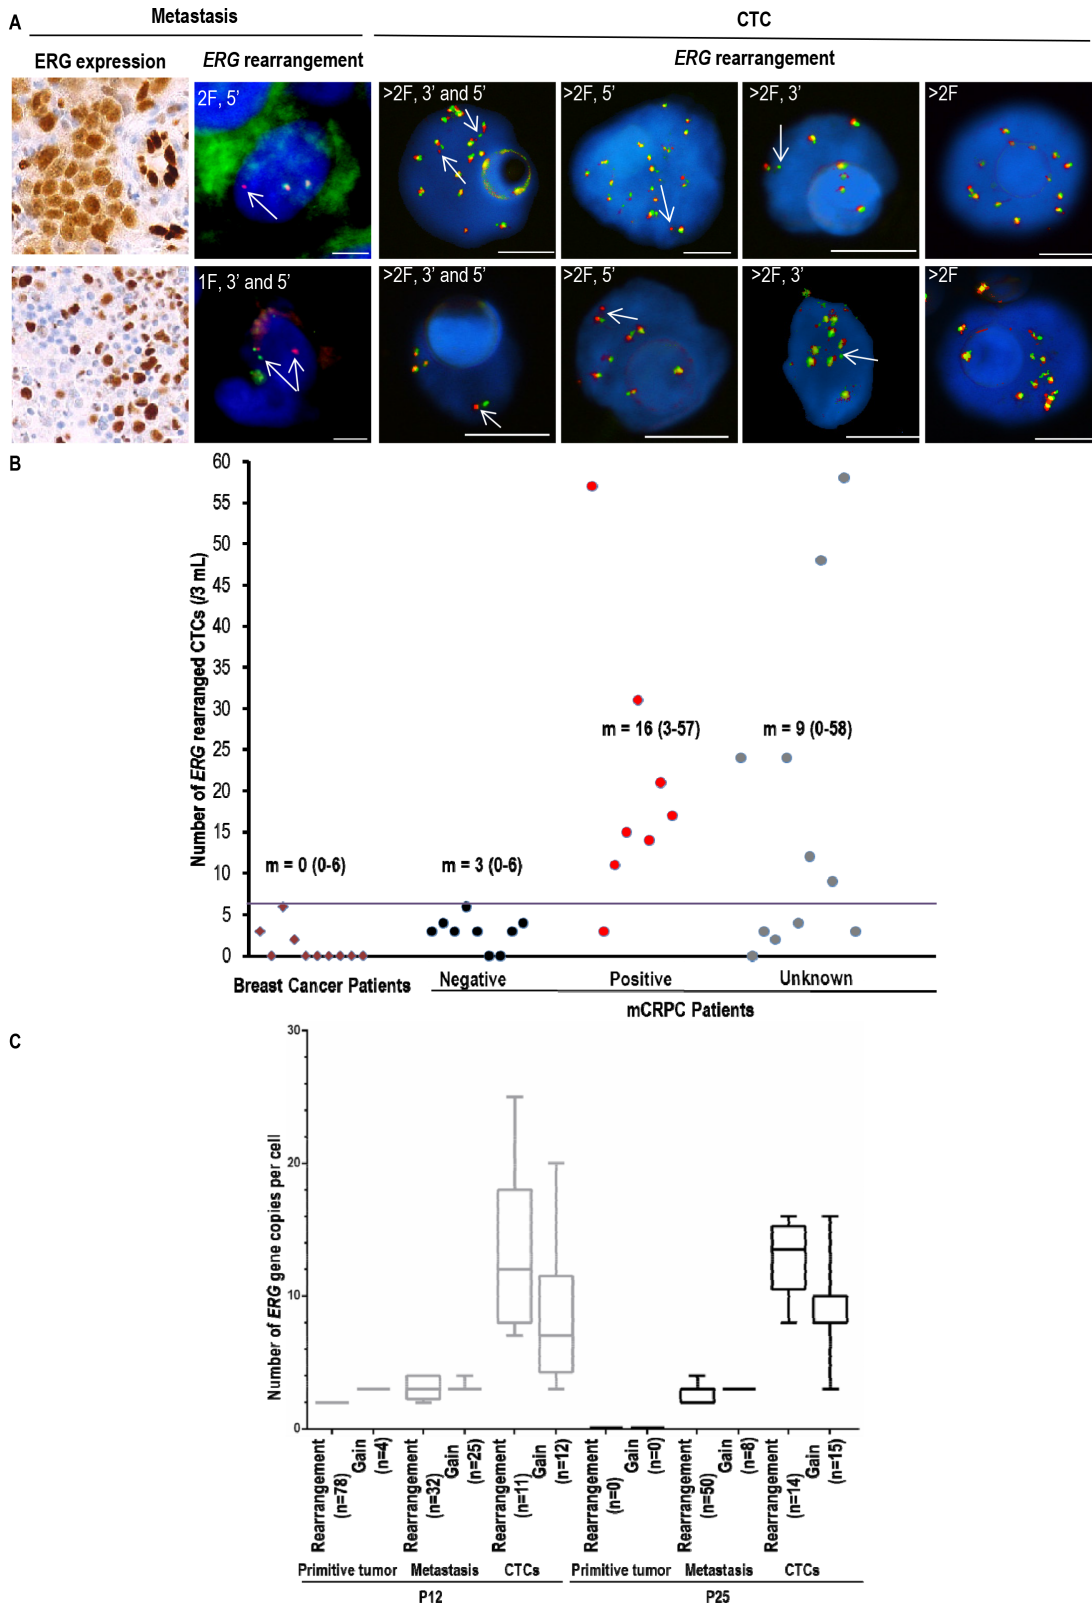 A
Metastasis
CTC
ERG expression
ERG rearrangement
ERG rearrangement
2F, 5'
>2F, 3' and 5'
>2F, 5'
>2F, 3'
>2F
1F, 3' and 5'
>2F, 3' and 5'
>2F, 5'
>2F, 3'
>2F
B
Number of ERG rearranged CTCs (/3 mL)
60
55
50
45
40
35
30
25
20
15
10
5
0
m = 0 (0-6)
m = 3 (0-6)
m = 16 (3-57)
m = 9 (0-58)
Breast Cancer Patients
Negative
Positive
Unknown
mCRPC Patients
C
Number of ERG gene copies per cell
30
20
10
0
Rearrangement
(n=78)
Gain
(n=4)
Rearrangement
(n=32)
Gain
(n=25)
Rearrangement
(n=11)
Gain
(n=12)
Rearrangement
(n=0)
Gain
(n=0)
Rearrangement
(n=50)
Gain
(n=8)
Rearrangement
(n=14)
Gain
(n=15)
Primitive tumor
Metastasis
CTCs
Primitive tumor
Metastasis
CTCs
P12
P25